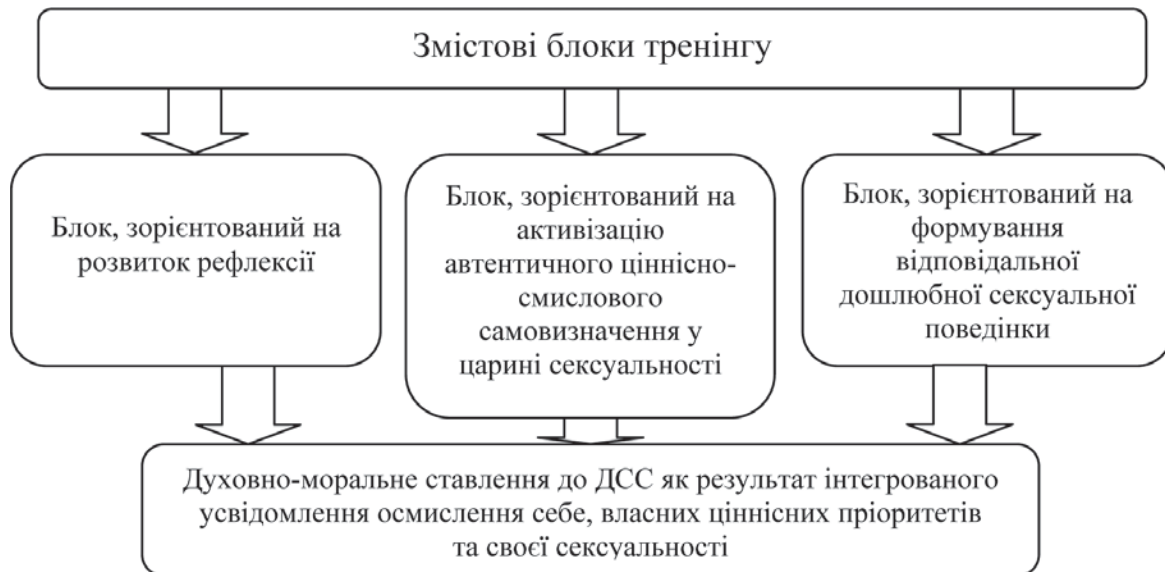 Змістові блоки тренінгу
Блок, зорієнтований на
розвиток рефлексії
Блок, зорієнтований на
активізацію
автентичного ціннісно-
смислового
самовизначення у
царині сексуальності
Блок, зорієнтований на
формування
відповідальної
дошлюбної сексуальної
поведінки
Духовно-моральне ставлення до ДСС як результат інтегрованого
усвідомлення осмислення себе, власних ціннісних пріоритетів
та своєї сексуальності